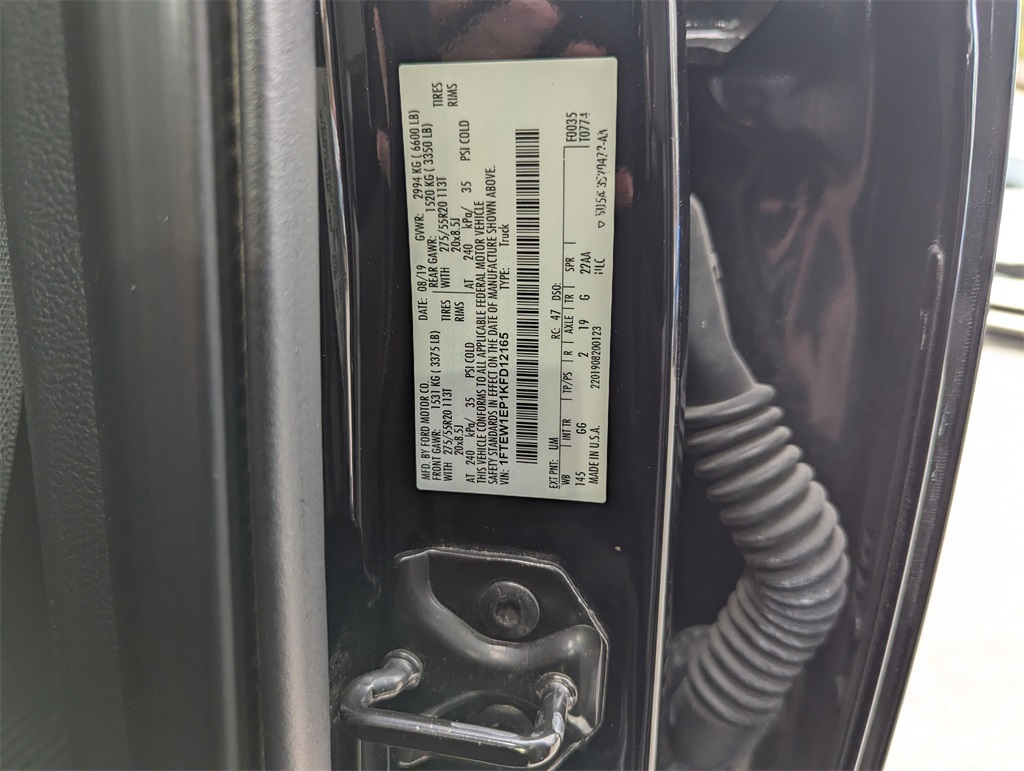 MFD. BY FORD MOTOR CO. DATE: 08/19 GVWR: 2994 KG ( 6600 LB)
FRONT GAWR: 1531 KG ( 3375 LB) REAR GAWR: 1520 KG ( 3350 LB)
WITH 275/55R20 113T TIRES WITH 275/55R20 113T TIRES
20x8.5J RIMS 20x8.5J RIMS
AT 240 kPa/ 35 PSI COLD AT 240 kPa/ 35 PSI COLD
THIS VEHICLE CONFORMS TO ALL APPLICABLE FEDERAL MOTOR VEHICLE
SAFETY STANDARDS IN EFFECT ON THE DATE OF MANUFACTURE SHOWN ABOVE.
VIN: 1FTEW1EP1KFD12165 TYPE: Truck
EXT PNT: UM RC: 47 DSO: F0035
WB INT TR TP/PS R AXLE TR SPR T0774
145 GG 2 19 G 27AA
MADE IN U.S.A.
2201908200123